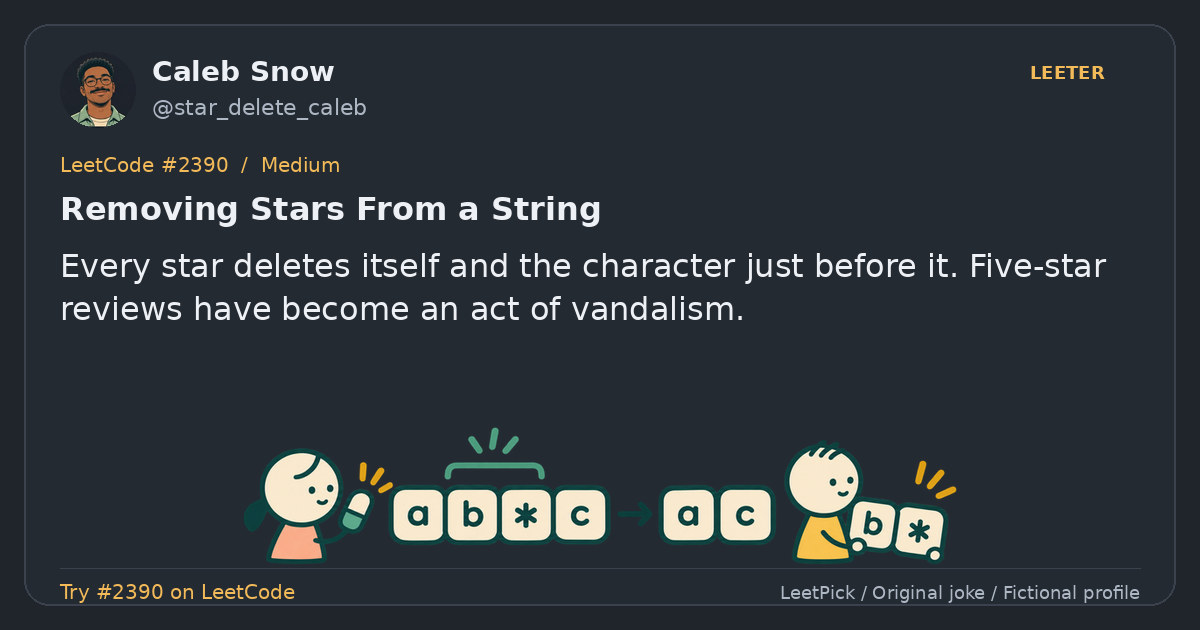 Caleb Snow
LEETER
@star_delete_caleb
LeetCode #2390 / Medium
Removing Stars From a String
Every star deletes itself and the character just before it. Five-star
reviews have become an act of vandalism.
a b * c → a c b *
Try #2390 on LeetCode
LeetPick / Original joke / Fictional profile